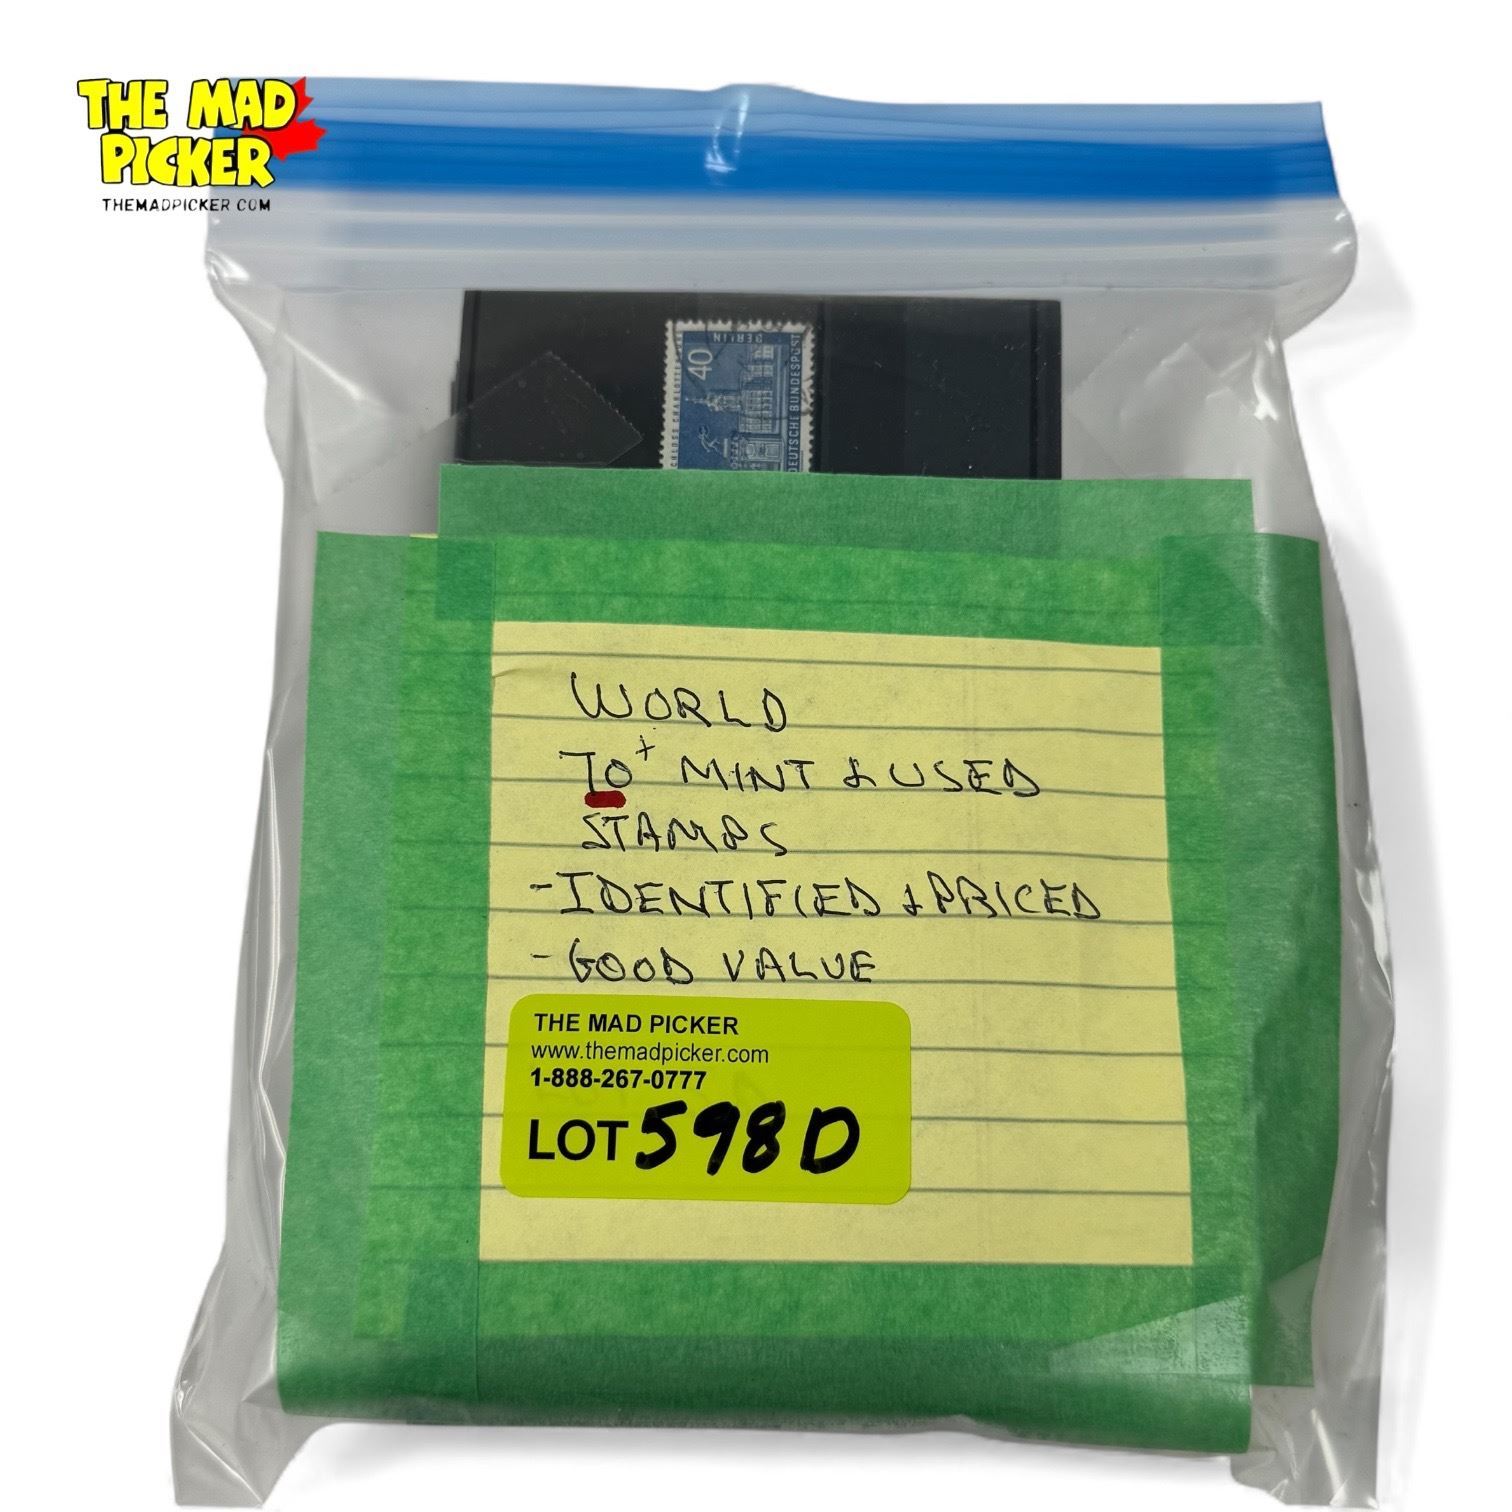 THE MAD
PICKER
THEMADPICKER.COM
40
BERLIN
DEUTSCHE BUNDESPOST
WORLD
70+ MINT & USED
STAMPS
-IDENTIFIED & PRICED
-GOOD VALUE
THE MAD PICKER
www.themadpicker.com
1-888-267-0777
LOT 598D